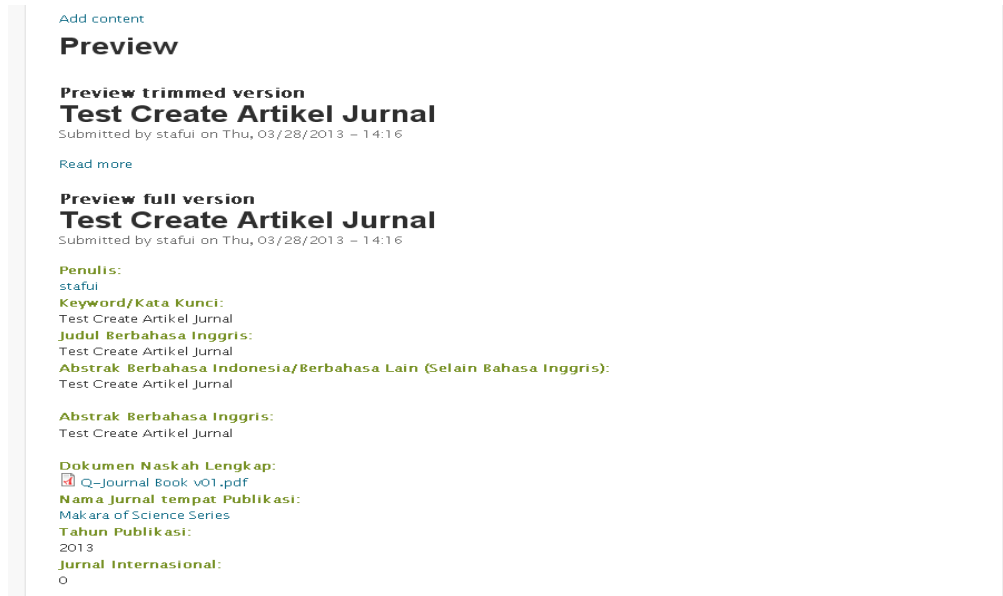 Add content
Preview
Preview trimmed version
Test Create Artikel Jurnal
Submitted by stafui on Thu, 03/28/2013 - 14:16
Read more
Preview full version
Test Create Artikel Jurnal
Submitted by stafui on Thu, 03/28/2013 - 14:16
Penulis:
stafui
Keyword/Kata Kunci:
Test Create Artikel Jurnal
Judul Berbahasa Inggris:
Test Create Artikel Jurnal
Abstrak Berbahasa Indonesia/Berbahasa Lain (Selain Bahasa Inggris):
Test Create Artikel Jurnal
Abstrak Berbahasa Inggris:
Test Create Artikel Jurnal
Dokumen Naskah Lengkap:
Q-Journal Book v01.pdf
Nama Jurnal tempat Publikasi:
Makara of Science Series
Tahun Publikasi:
2013
Jurnal Internasional:
0